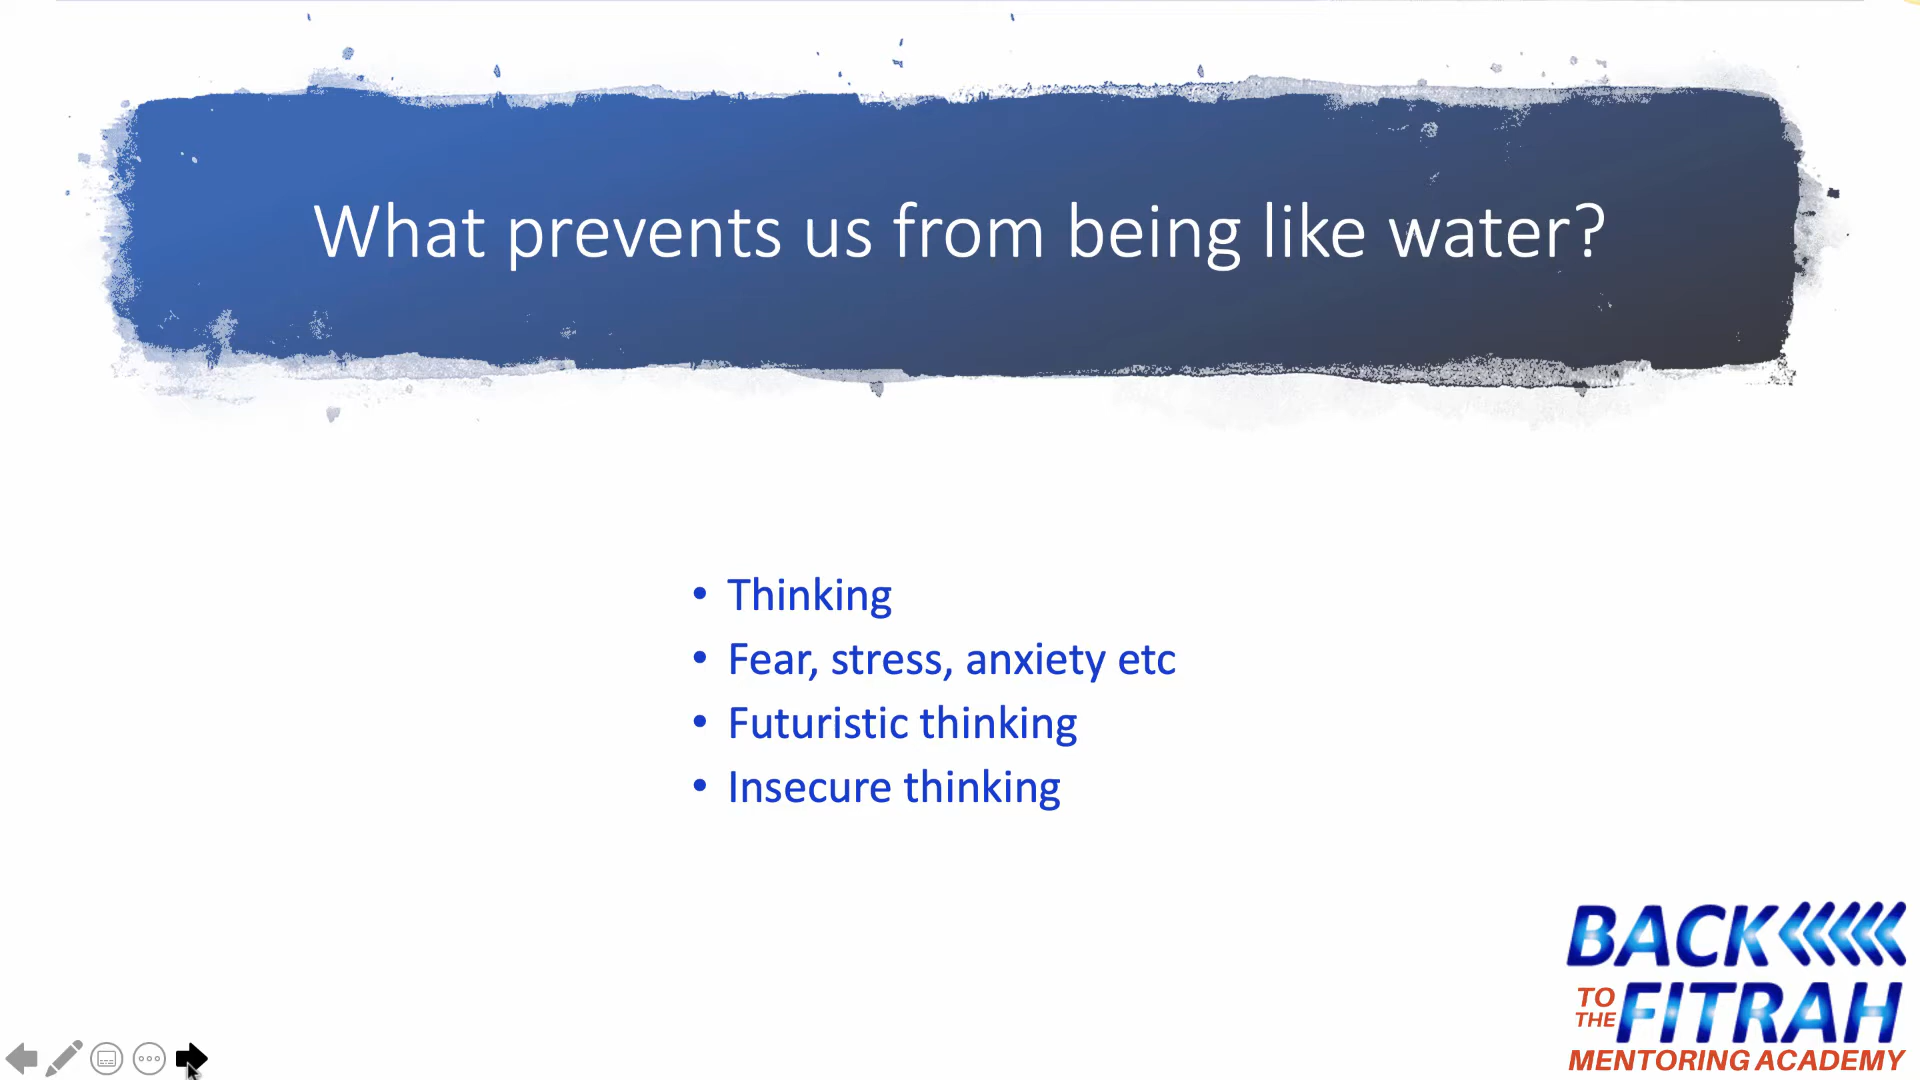 What prevents us from being like water?
• Thinking
• Fear, stress, anxiety etc
• Futuristic thinking
• Insecure thinking
BACK
TO THE FITRAH
MENTORING ACADEMY